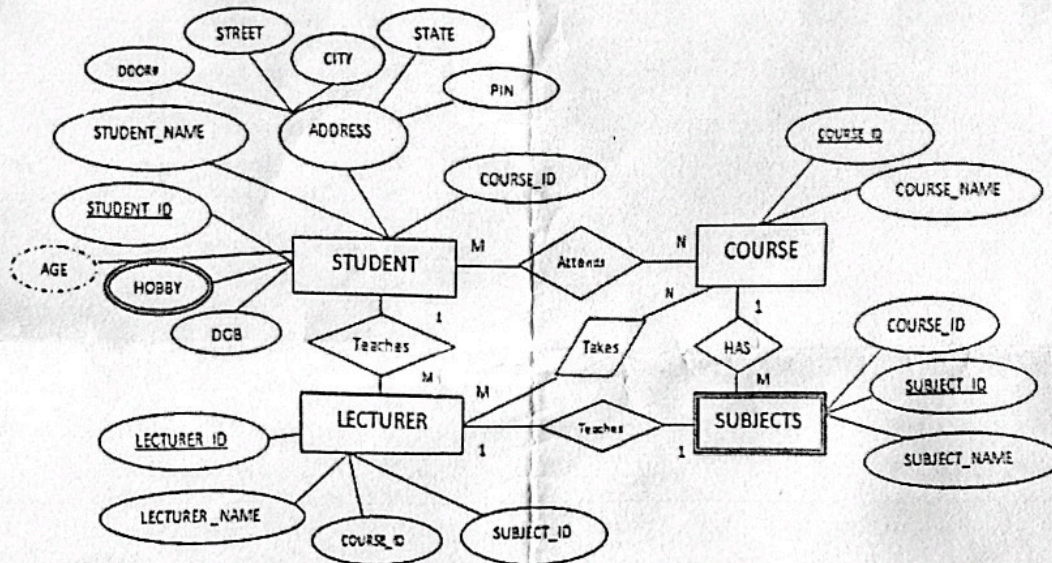 STREET
STATE
DOOR#
CITY
PIN
STUDENT_NAME
ADDRESS
COURSE_ID
COURSE_ID
COURSE_NAME
STUDENT_ID
AGE
HOBBY
DOB
STUDENT
M
Attends
N
COURSE
1
Teaches
M
N
Takes
M
1
HAS
M
COURSE_ID
SUBJECT_ID
SUBJECT_NAME
LECTURER
1
Teaches
1
SUBJECTS
LECTURER_ID
LECTURER_NAME
COURSE_ID
SUBJECT_ID